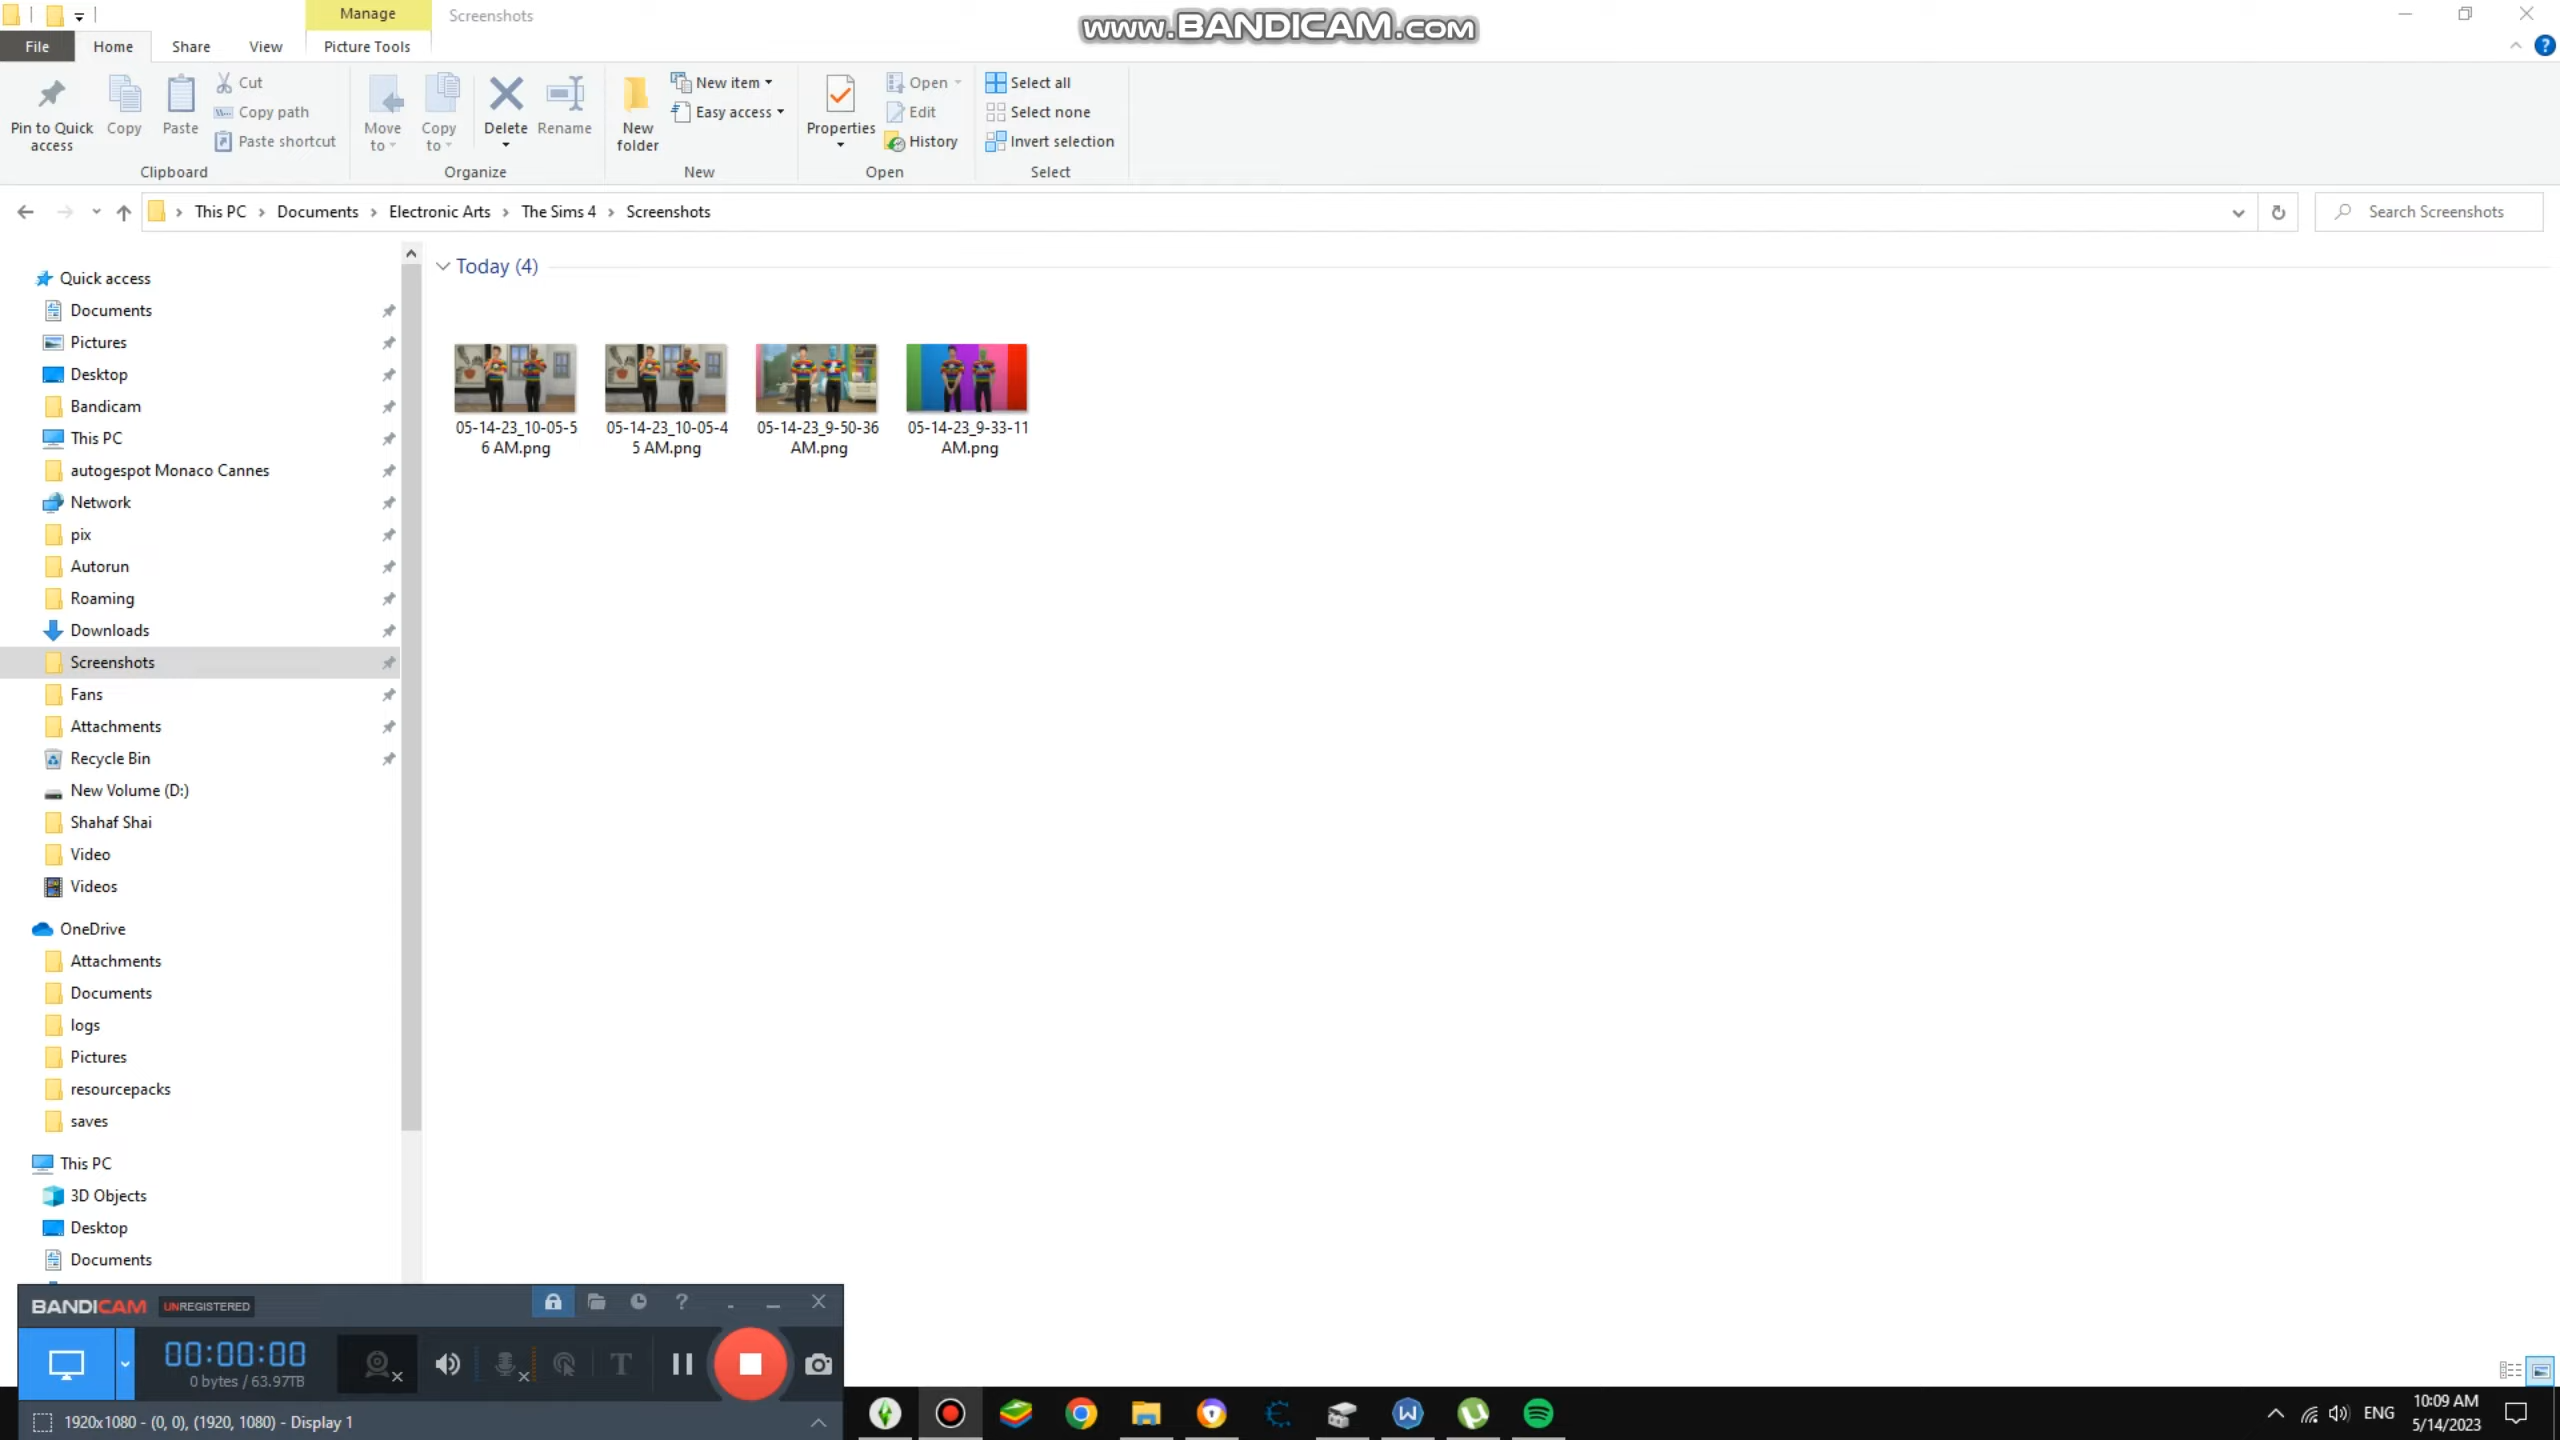 Manage
Screenshots
www.BANDICAM.com
File
Home
Share
View
Picture Tools
?
Pin to Quick
access
Copy
Paste
Cut
Copy path
Paste shortcut
Clipboard
Move
to
Copy
to
Delete
Rename
Organize
New
folder
New item
Easy access
New
Properties
Open
Edit
History
Open
Select all
Select none
Invert selection
Select
This PC
Documents
Electronic Arts
The Sims 4
Screenshots
Search Screenshots
Quick access
Documents
Pictures
Desktop
Bandicam
This PC
autogespot Monaco Cannes
Network
pix
Autorun
Roaming
Downloads
Screenshots
Fans
Attachments
Recycle Bin
New Volume (D:)
Shahaf Shai
Video
Videos
OneDrive
Attachments
Documents
logs
Pictures
resourcepacks
saves
This PC
3D Objects
Desktop
Documents
Today (4)
05-14-23_10-05-5
6 AM.png
05-14-23_10-05-4
5 AM.png
05-14-23_9-50-36
AM.png
05-14-23_9-33-11
AM.png
BANDICAM
UNREGISTERED
?
00:00:00
0 bytes / 63.97TB
T
1920x1080 - (0, 0), (1920, 1080) - Display 1
W
ENG
10:09 AM
5/14/2023